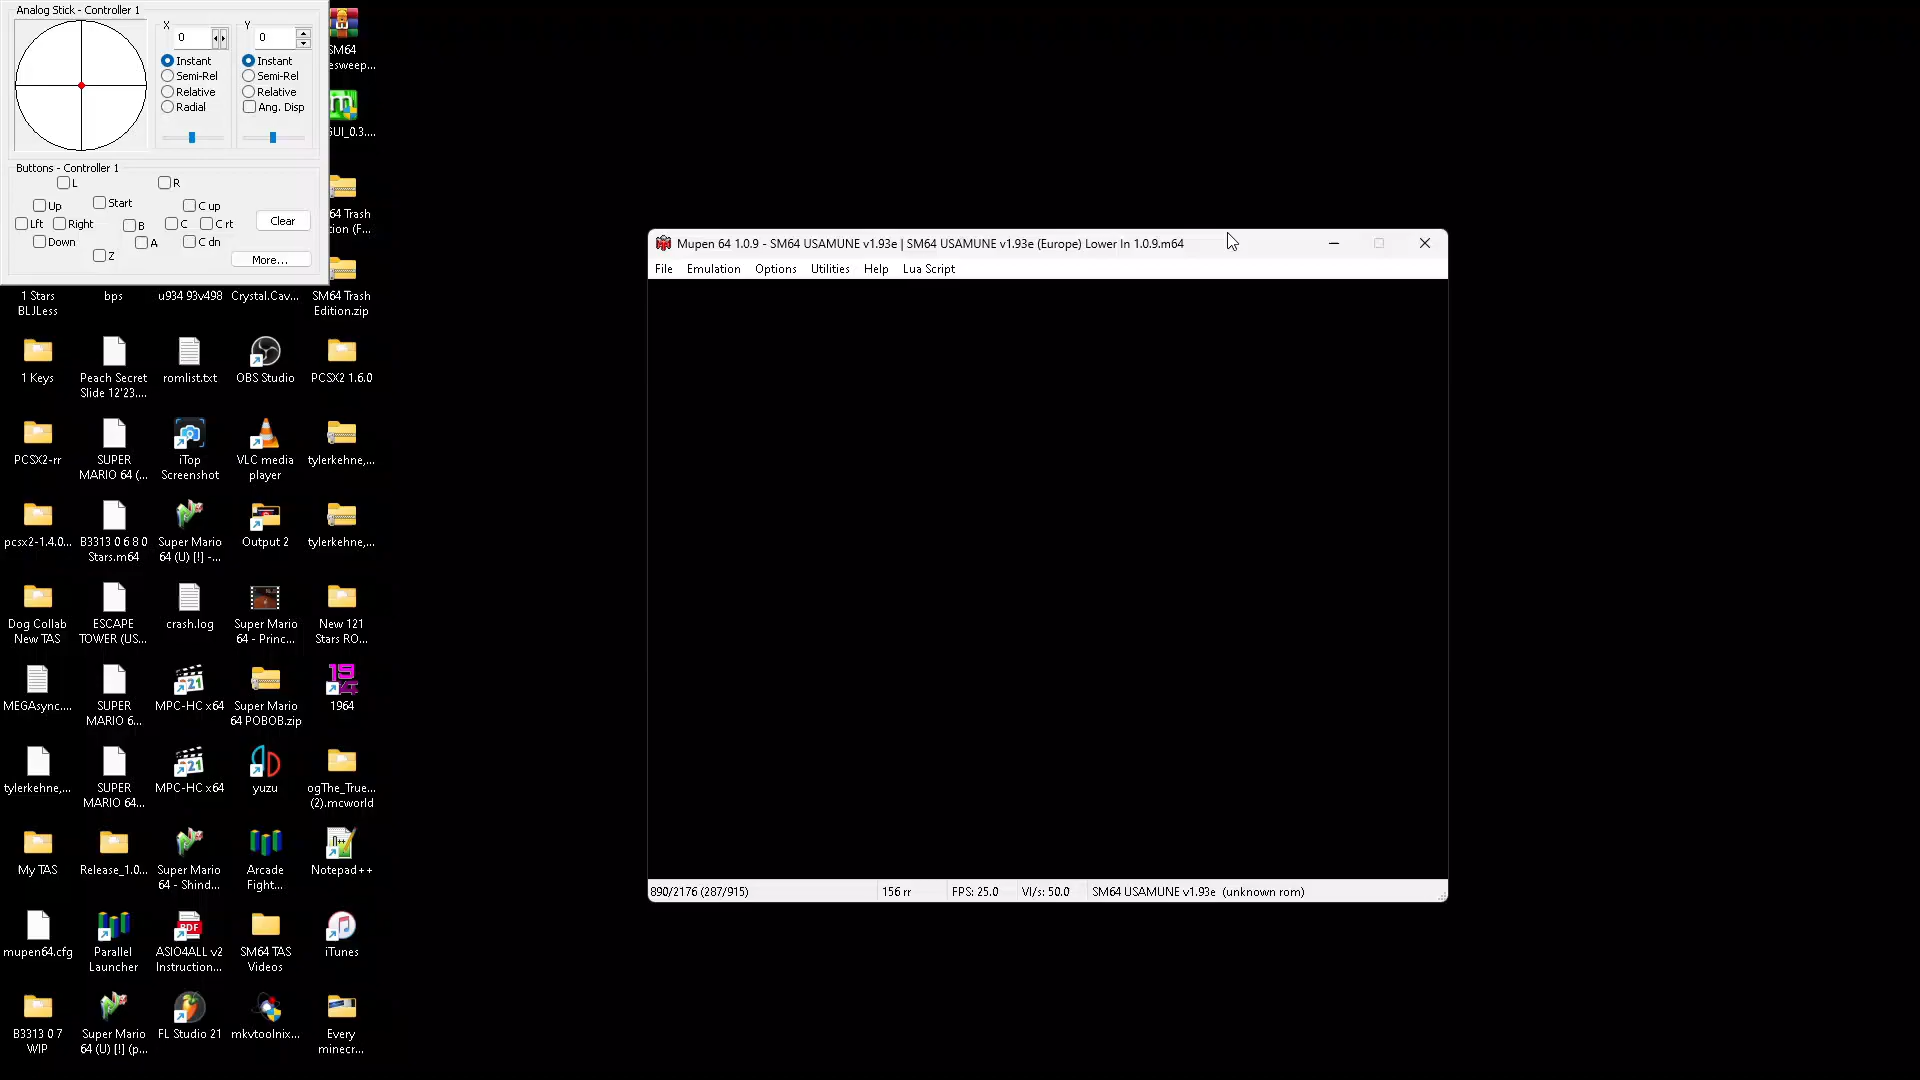 Analog Stick - Controller 1
X
0
Instant
Semi-Rel
Relative
Radial
Y
0
Instant
Semi-Rel
Relative
Ang. Disp
Buttons - Controller 1
L
R
Up
Start
C up
Lft
Right
B
C
C rt
Clear
Down
A
C dn
Z
More...
SM64
esweep...
GUI_0.3....
64 Trash
tion (F...
1 Stars
BLJLess
bps
u934 93v498
Crystal.Cav...
SM64 Trash
Edition.zip
1 Keys
Peach Secret
Slide 12'23....
romlist.txt
OBS Studio
PCSX2 1.6.0
PCSX2-rr
SUPER
MARIO 64 (...
iTop
Screenshot
VLC media
player
tylerkehne,...
pcsx2-1.4.0...
B3313 0 6 8 0
Stars.m64
Super Mario
64 (U) [!] -...
Output 2
tylerkehne,...
Dog Collab
New TAS
ESCAPE
TOWER (US...
crash.log
Super Mario
64 - Princ...
New 121
Stars RO...
MEGAsync....
SUPER
MARIO 6...
MPC-HC x64
Super Mario
64 POBOB.zip
1964
tylerkehne,...
SUPER
MARIO 64...
MPC-HC x64
yuzu
ogThe_True...
(2).mcworld
My TAS
Release_1.0...
Super Mario
64 - Shind...
Arcade
Fight...
Notepad++
mupen64.cfg
Parallel
Launcher
ASIO4ALL v2
Instruction...
SM64 TAS
Videos
iTunes
B3313 0 7
WIP
Super Mario
64 (U) [!] (p...
FL Studio 21
mkvtoolnix...
Every
minecr...
Mupen 64 1.0.9 - SM64 USAMUNE v1.93e | SM64 USAMUNE v1.93e (Europe) Lower In 1.0.9.m64
File Emulation Options Utilities Help Lua Script
890/2176 (287/915) 156 rr FPS: 25.0 VI/s: 50.0 SM64 USAMUNE v1.93e (unknown rom)